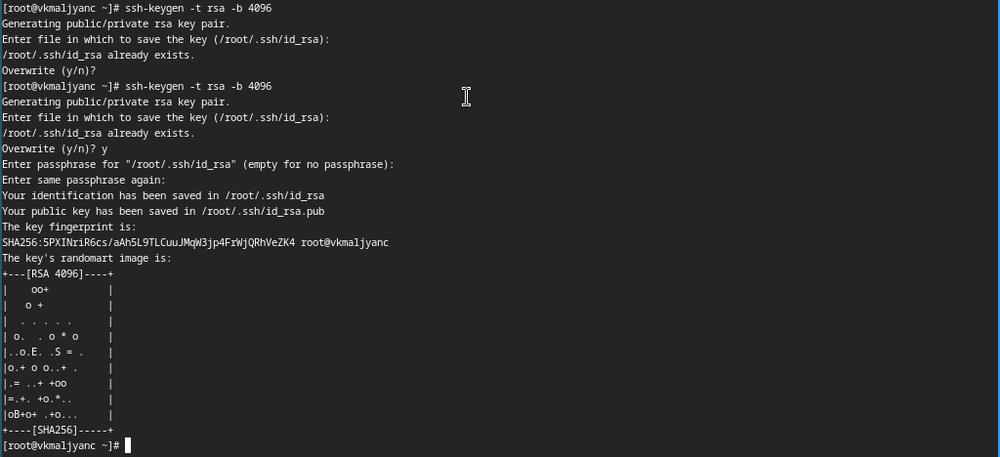 [root@vkmaljyanc ~]# ssh-keygen -t rsa -b 4096
Generating public/private rsa key pair.
Enter file in which to save the key (/root/.ssh/id_rsa):
/root/.ssh/id_rsa already exists.
Overwrite (y/n)?
[root@vkmaljyanc ~]# ssh-keygen -t rsa -b 4096
Generating public/private rsa key pair.
Enter file in which to save the key (/root/.ssh/id_rsa):
/root/.ssh/id_rsa already exists.
Overwrite (y/n)? y
Enter passphrase for "/root/.ssh/id_rsa" (empty for no passphrase):
Enter same passphrase again:
Your identification has been saved in /root/.ssh/id_rsa
Your public key has been saved in /root/.ssh/id_rsa.pub
The key fingerprint is:
SHA256:5PXINriR6cs/aAh5L9TLCuuJMqW3jp4FrWjQRhVeZK4 root@vkmaljyanc
The key's randomart image is:
+---[RSA 4096]----+
|    oo+          |
|   o +           |
|  . . . . .      |
| o.  . o * o     |
|..o.E. .S = .    |
|o.+ o o..+ .     |
|.= ..+ +oo       |
|=.+. +o.*..      |
|oB+o+ .+o...     |
+----[SHA256]-----+
[root@vkmaljyanc ~]#